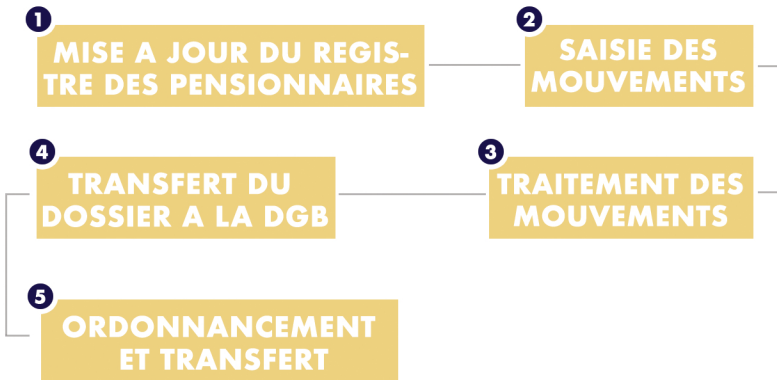 1
MISE A JOUR DU REGIS-
TRE DES PENSIONNAIRES
2
SAISIE DES
MOUVEMENTS
3
TRAITEMENT DES
MOUVEMENTS
4
TRANSFERT DU
DOSSIER A LA DGB
5
ORDONNANCEMENT
ET TRANSFERT